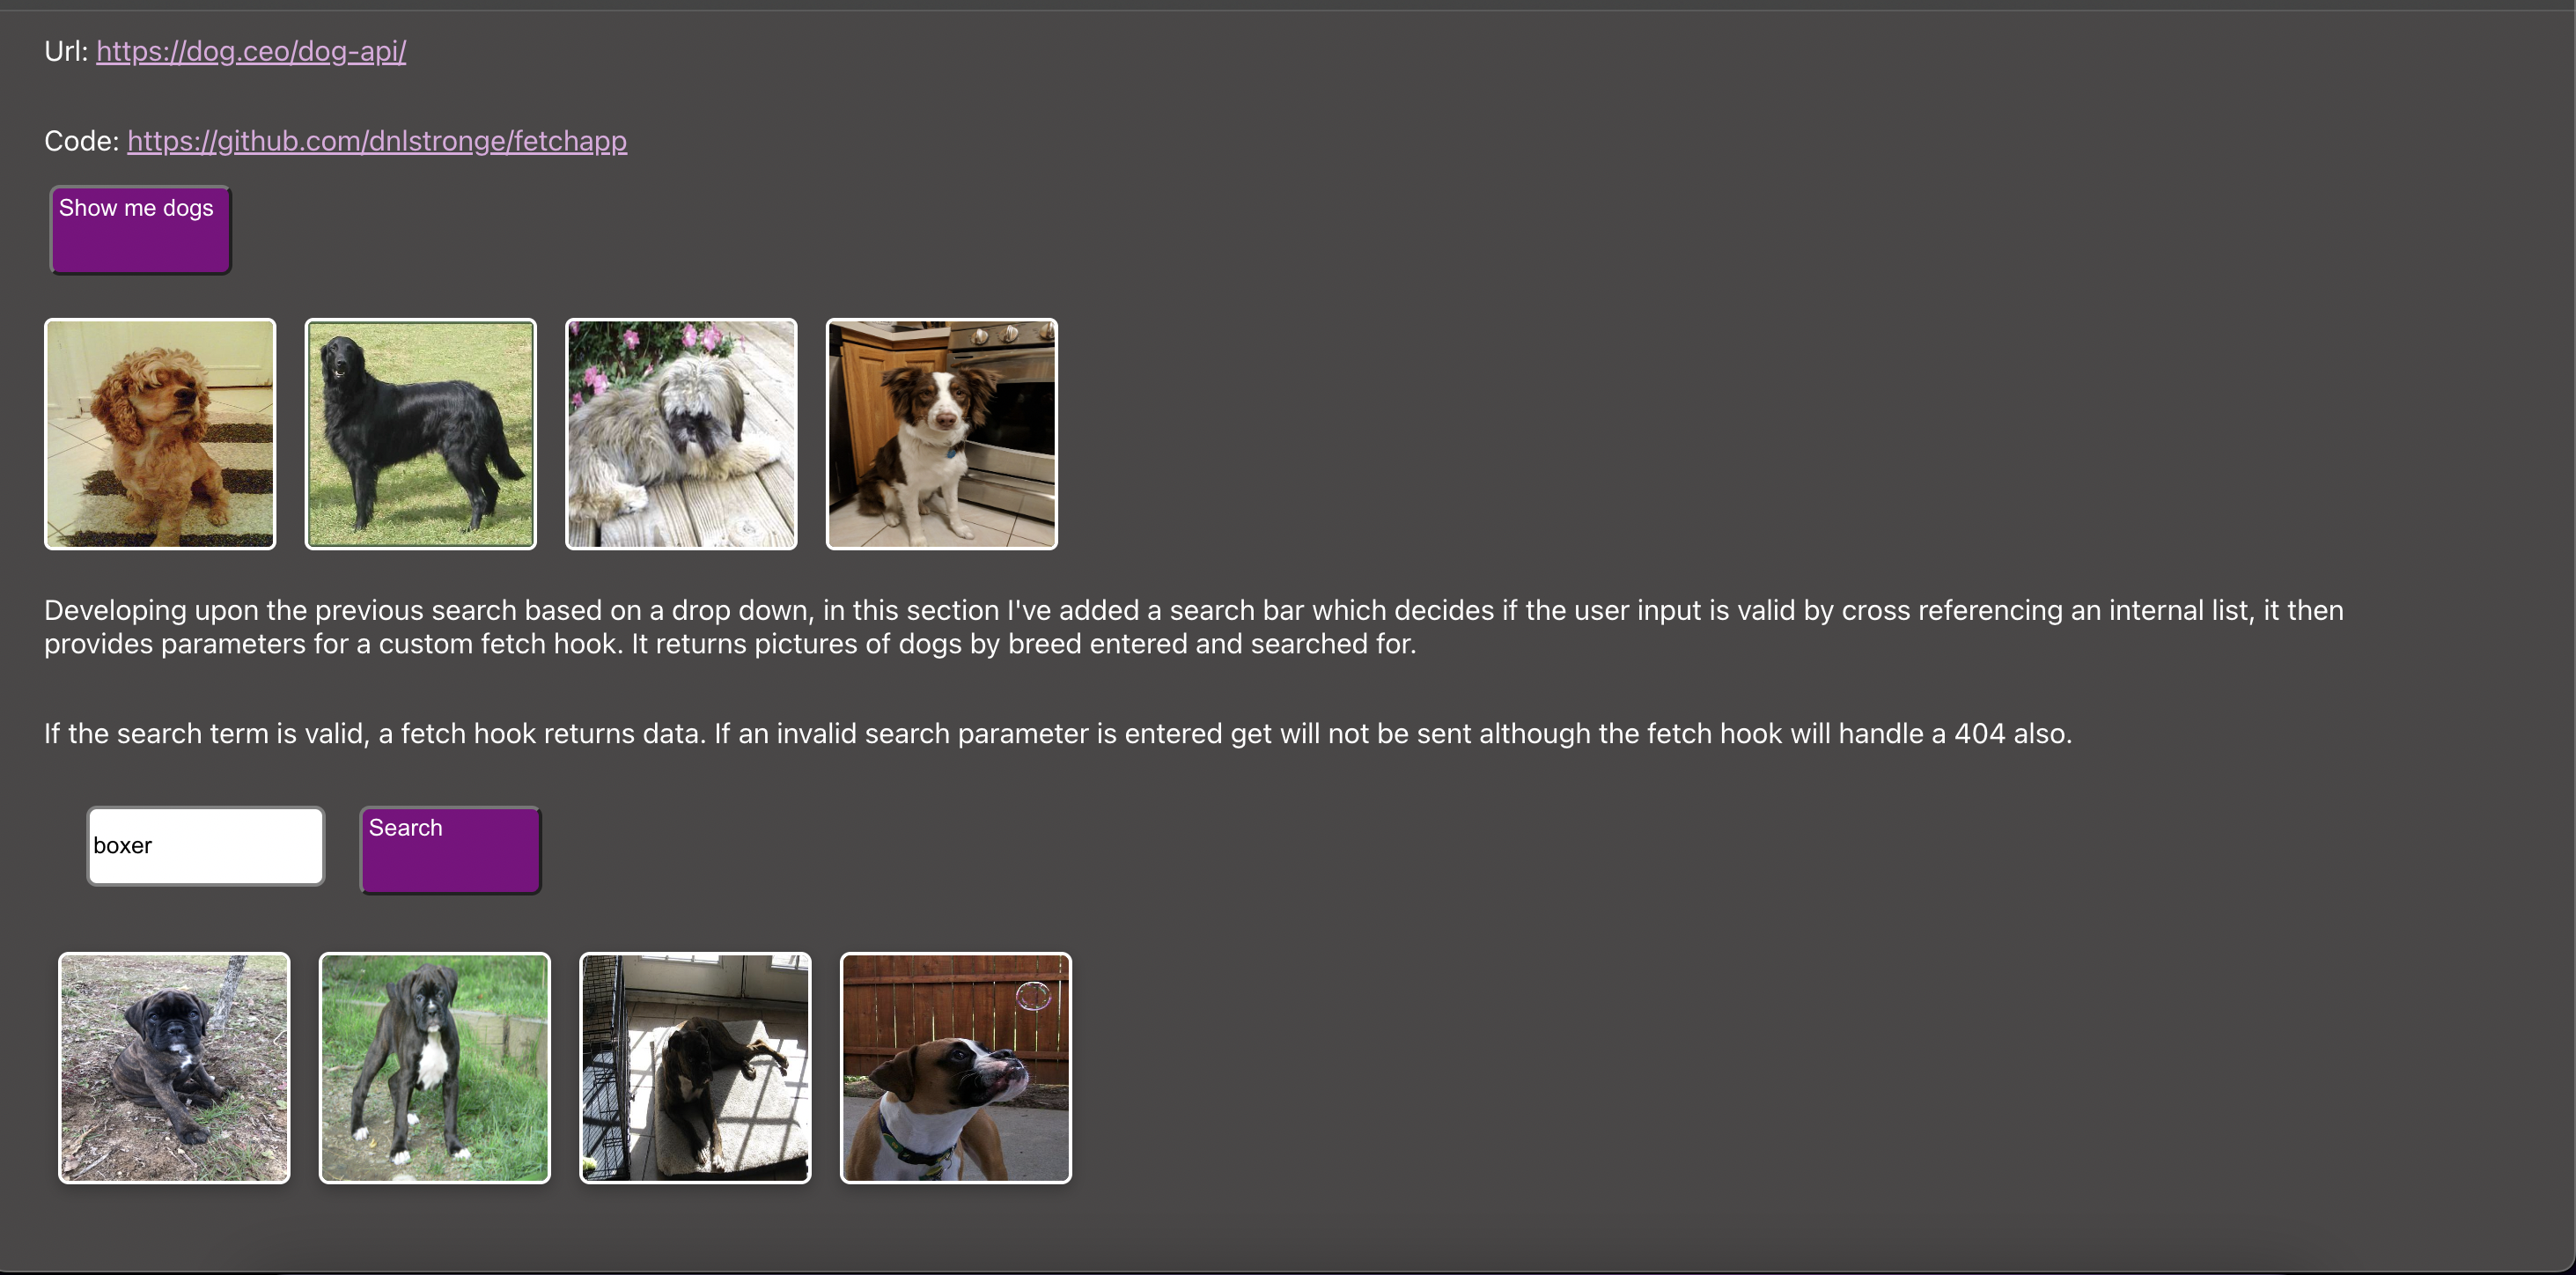 Url: https://dog.ceo/dog-api/
Code: https://github.com/dnlstronge/fetchapp
Show me dogs
Developing upon the previous search based on a drop down, in this section I've added a search bar which decides if the user input is valid by cross referencing an internal list, it then
provides parameters for a custom fetch hook. It returns pictures of dogs by breed entered and searched for.
If the search term is valid, a fetch hook returns data. If an invalid search parameter is entered get will not be sent although the fetch hook will handle a 404 also.
boxer
Search